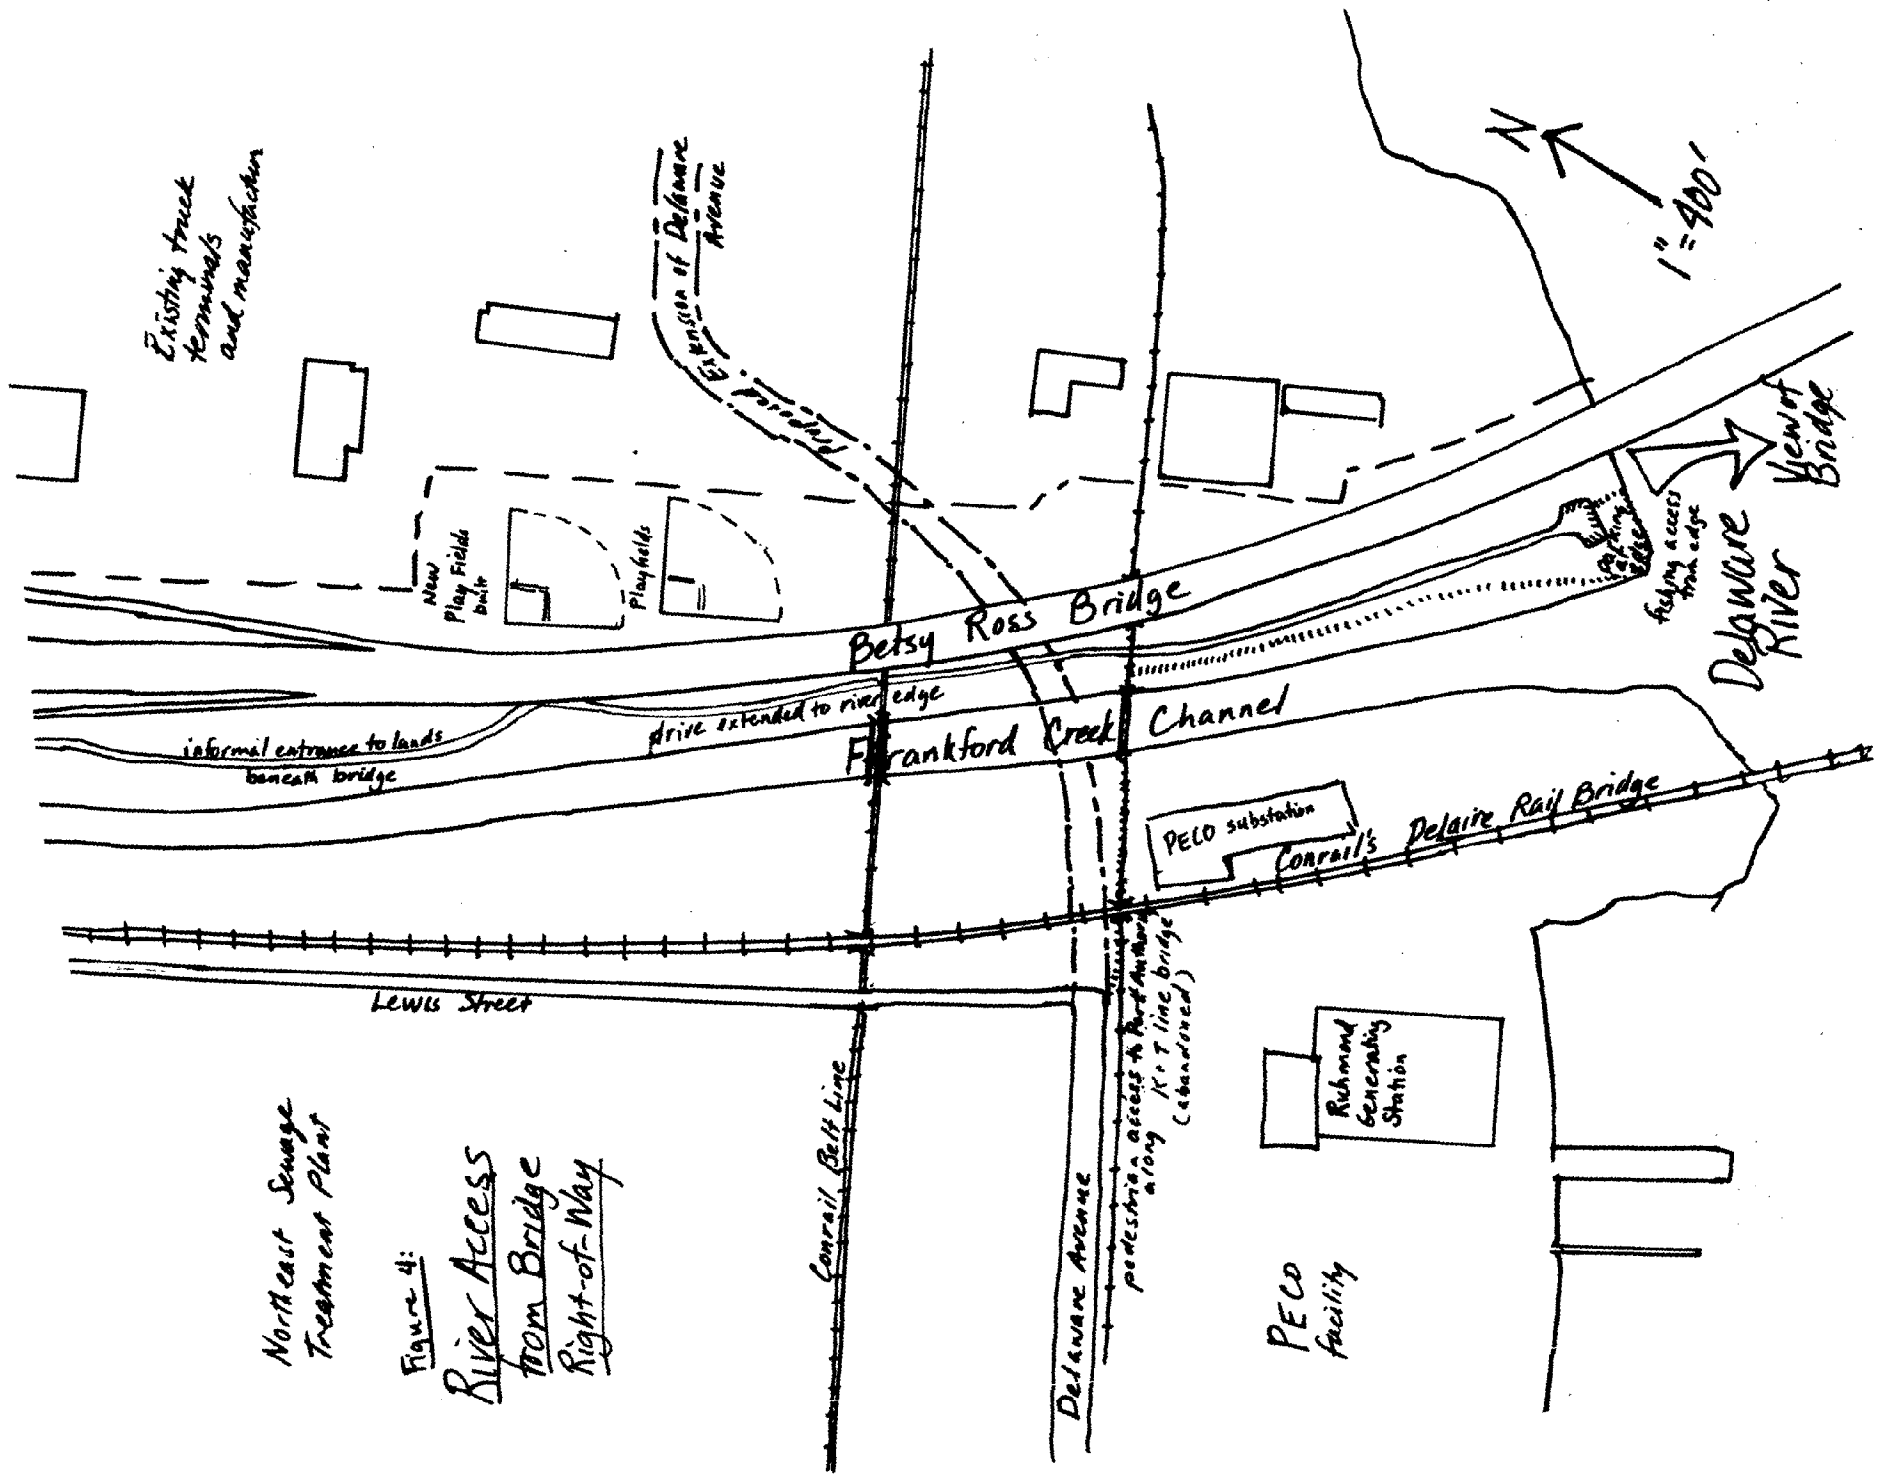 Existing truck
terminals
and manufacturers
Proposed Extension of Delaware
Avenue
N
1"=400'
New
Play Fields
built
Playfields
Betsy Ross Bridge
View of
Bridge
parking
at
fishing access
from edge
Delaware
River
informal entrance to lands
beneath bridge
drive extended to river edge
Frankford Creek Channel
PECO substation
Conrail's Delaire Rail Bridge
Lewis Street
pedestrian access to Port Authority
along K+T line bridge
(abandoned)
Richmond
Generating
Station
Conrail Belt Line
Delaware Avenue
Northeast Sewage
Treatment Plant
Figure 4:
River Access
from Bridge
Right-of-Way
PECO
facility